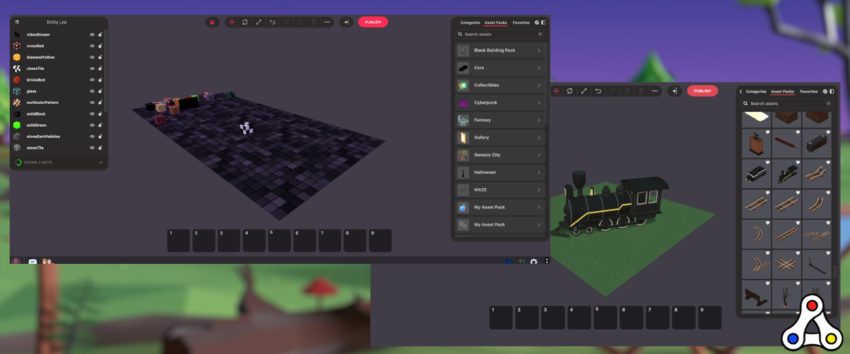 Entity List
videoStream
crossRed
diamondYellow
chessTile
bricksRed
glass
multicolorPattern
solidBlack
solidGreen
stoneDarkPebbles
stoneTile
SCENE LIMITS
PUBLISH
Categories Asset Packs Favorites
Search assets
Black Building Pack
Cars
Collectibles
Cyberpunk
Fantasy
Gallery
Genesis City
Halloween
MAZE
My Asset Pack
My Asset Pack
1 2 3 4 5 6 7 8 9
PUBLISH
Categories Asset Packs Favorites
Search assets
1 2 3 4 5 6 7 8 9